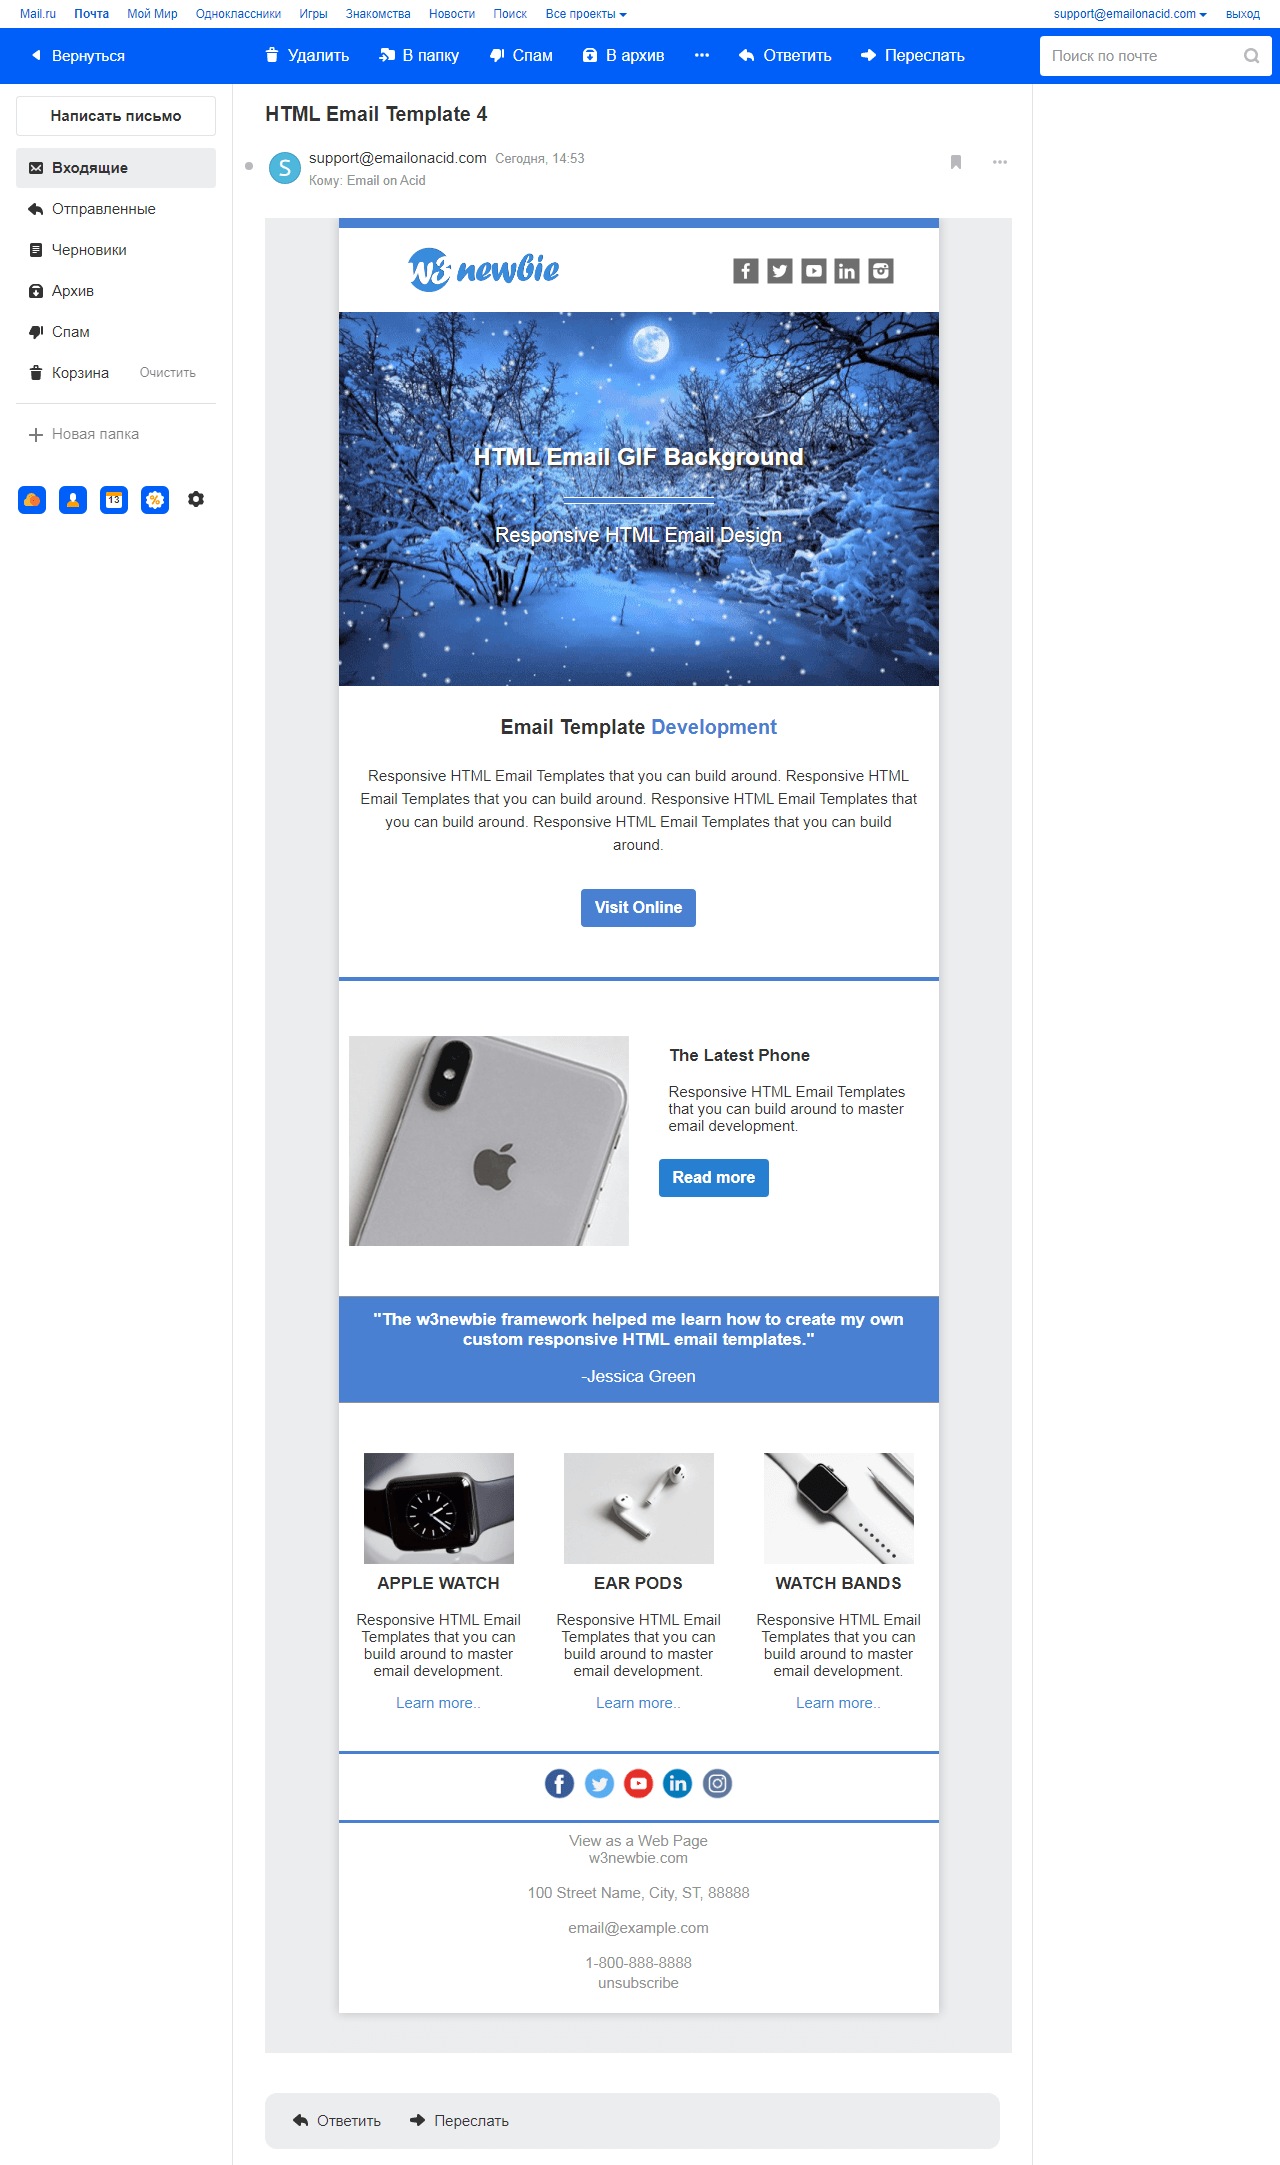 Mail.ru Почта Мой Мир Одноклассники Игры Знакомства Новости Поиск Все проекты support@emailonacid.com выход
Вернуться Удалить В папку Спам В архив Ответить Переслать Поиск по почте
Написать письмо
Входящие
Отправленные
Черновики
Архив
Спам
Корзина Очистить
Новая папка
13
HTML Email Template 4
S support@emailonacid.com Сегодня, 14:53
Кому: Email on Acid
w3 newbie
HTML Email GIF Background
Responsive HTML Email Design
Email Template Development
Responsive HTML Email Templates that you can build around. Responsive HTML
Email Templates that you can build around. Responsive HTML Email Templates that
you can build around. Responsive HTML Email Templates that you can build
around.
Visit Online
The Latest Phone
Responsive HTML Email Templates
that you can build around to master
email development.
Read more
"The w3newbie framework helped me learn how to create my own
custom responsive HTML email templates."
-Jessica Green
APPLE WATCH
Responsive HTML Email
Templates that you can
build around to master
email development.
Learn more..
EAR PODS
Responsive HTML Email
Templates that you can
build around to master
email development.
Learn more..
WATCH BANDS
Responsive HTML Email
Templates that you can
build around to master
email development.
Learn more..
View as a Web Page
w3newbie.com
100 Street Name, City, ST, 88888
email@example.com
1-800-888-8888
unsubscribe
Ответить Переслать